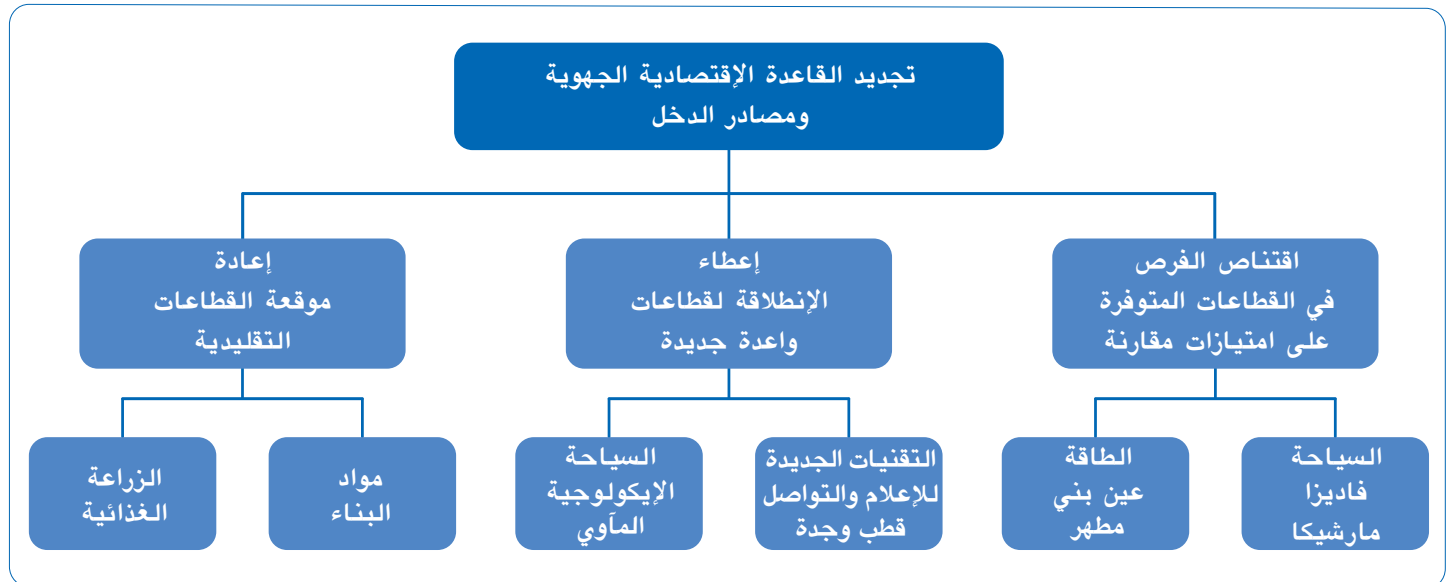 تجديد القاعدة الإقتصادية الجهوية
ومصادر الدخل
اقتناص الفرص
في القطاعات المتوفرة
على امتيازات مقارنة
إعطاء
الإنطلاقة لقطاعات
واعدة جديدة
إعادة
موقعة القطاعات
التقليدية
السياحة
فاديزا
مارشيكا
الطاقة
عين بني
مطهر
التقنيات الجديدة
للإعلام والتواصل
قطب وجدة
السياحة
الإيكولوجية
المآوي
مواد
البناء
الزراعة
الغذائية